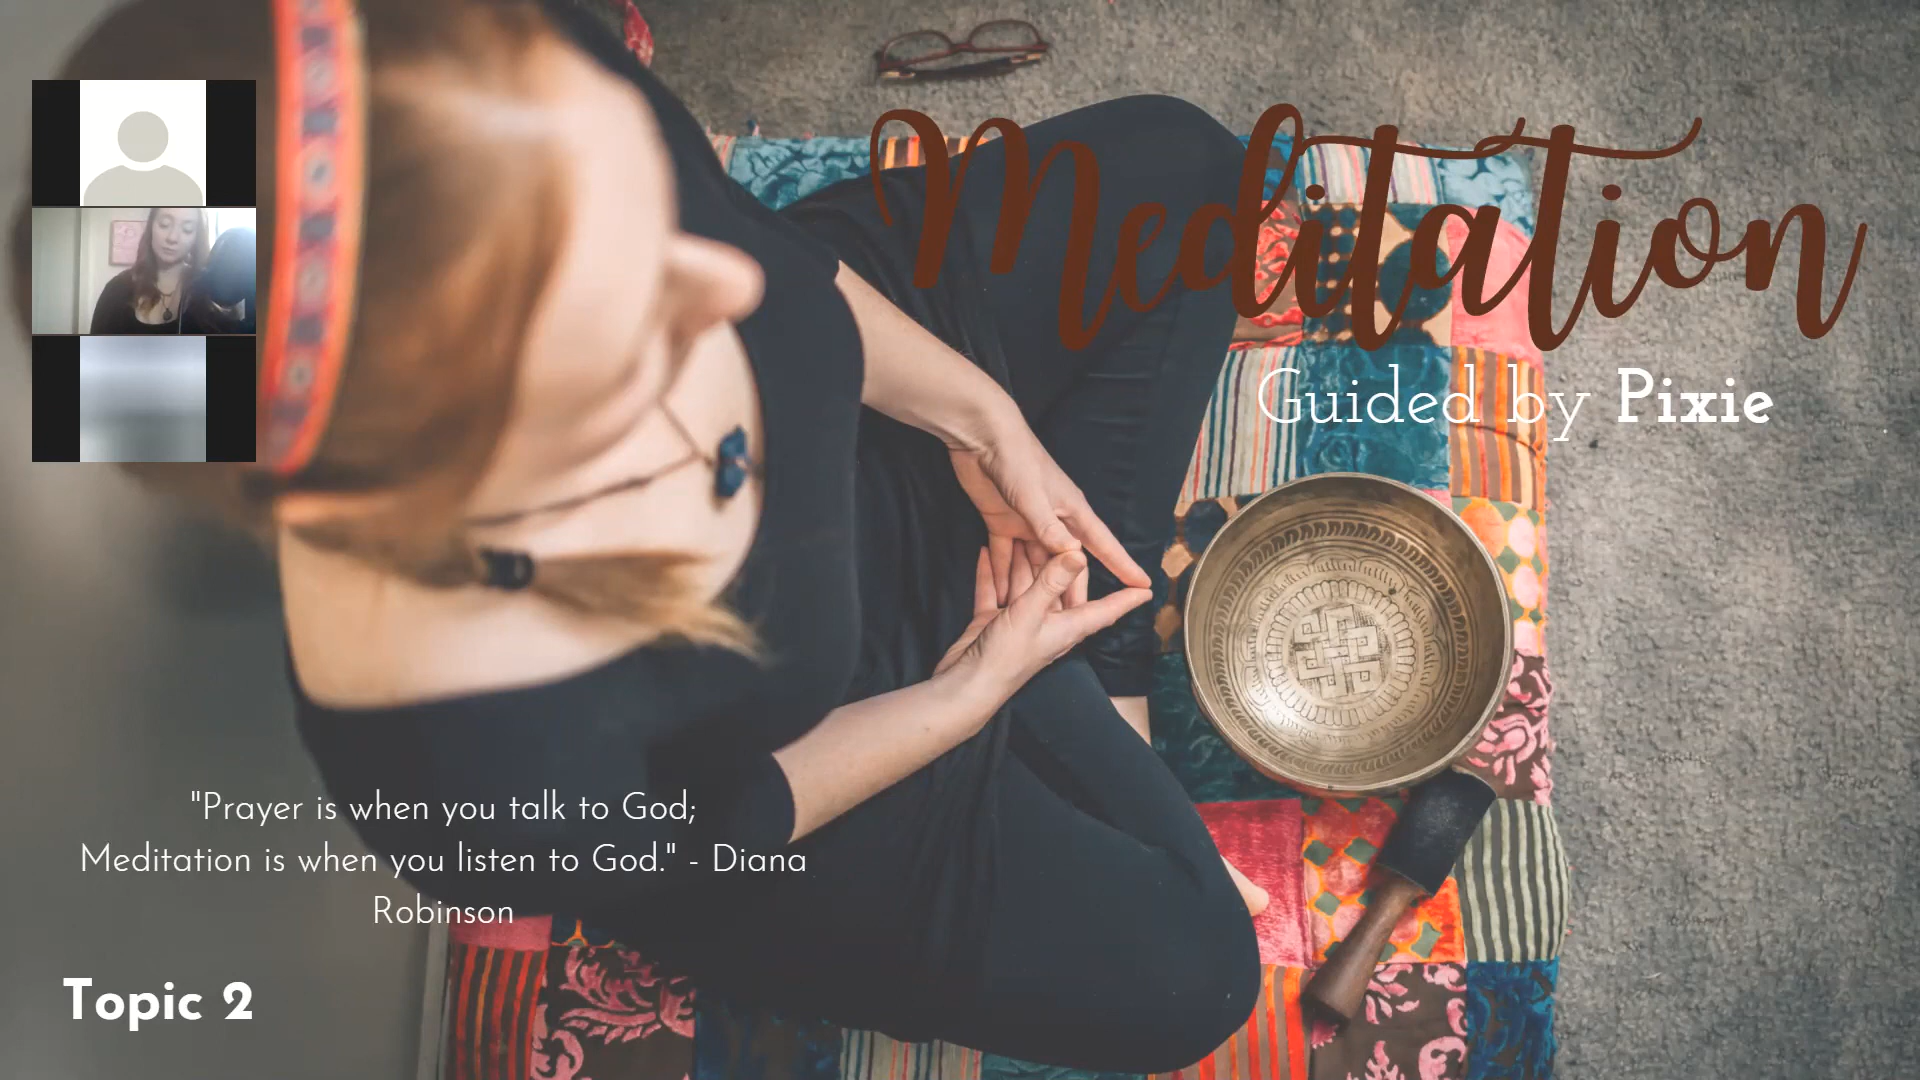 Meditation
Guided by Pixie
"Prayer is when you talk to God;
Meditation is when you listen to God." - Diana
Robinson
Topic 2